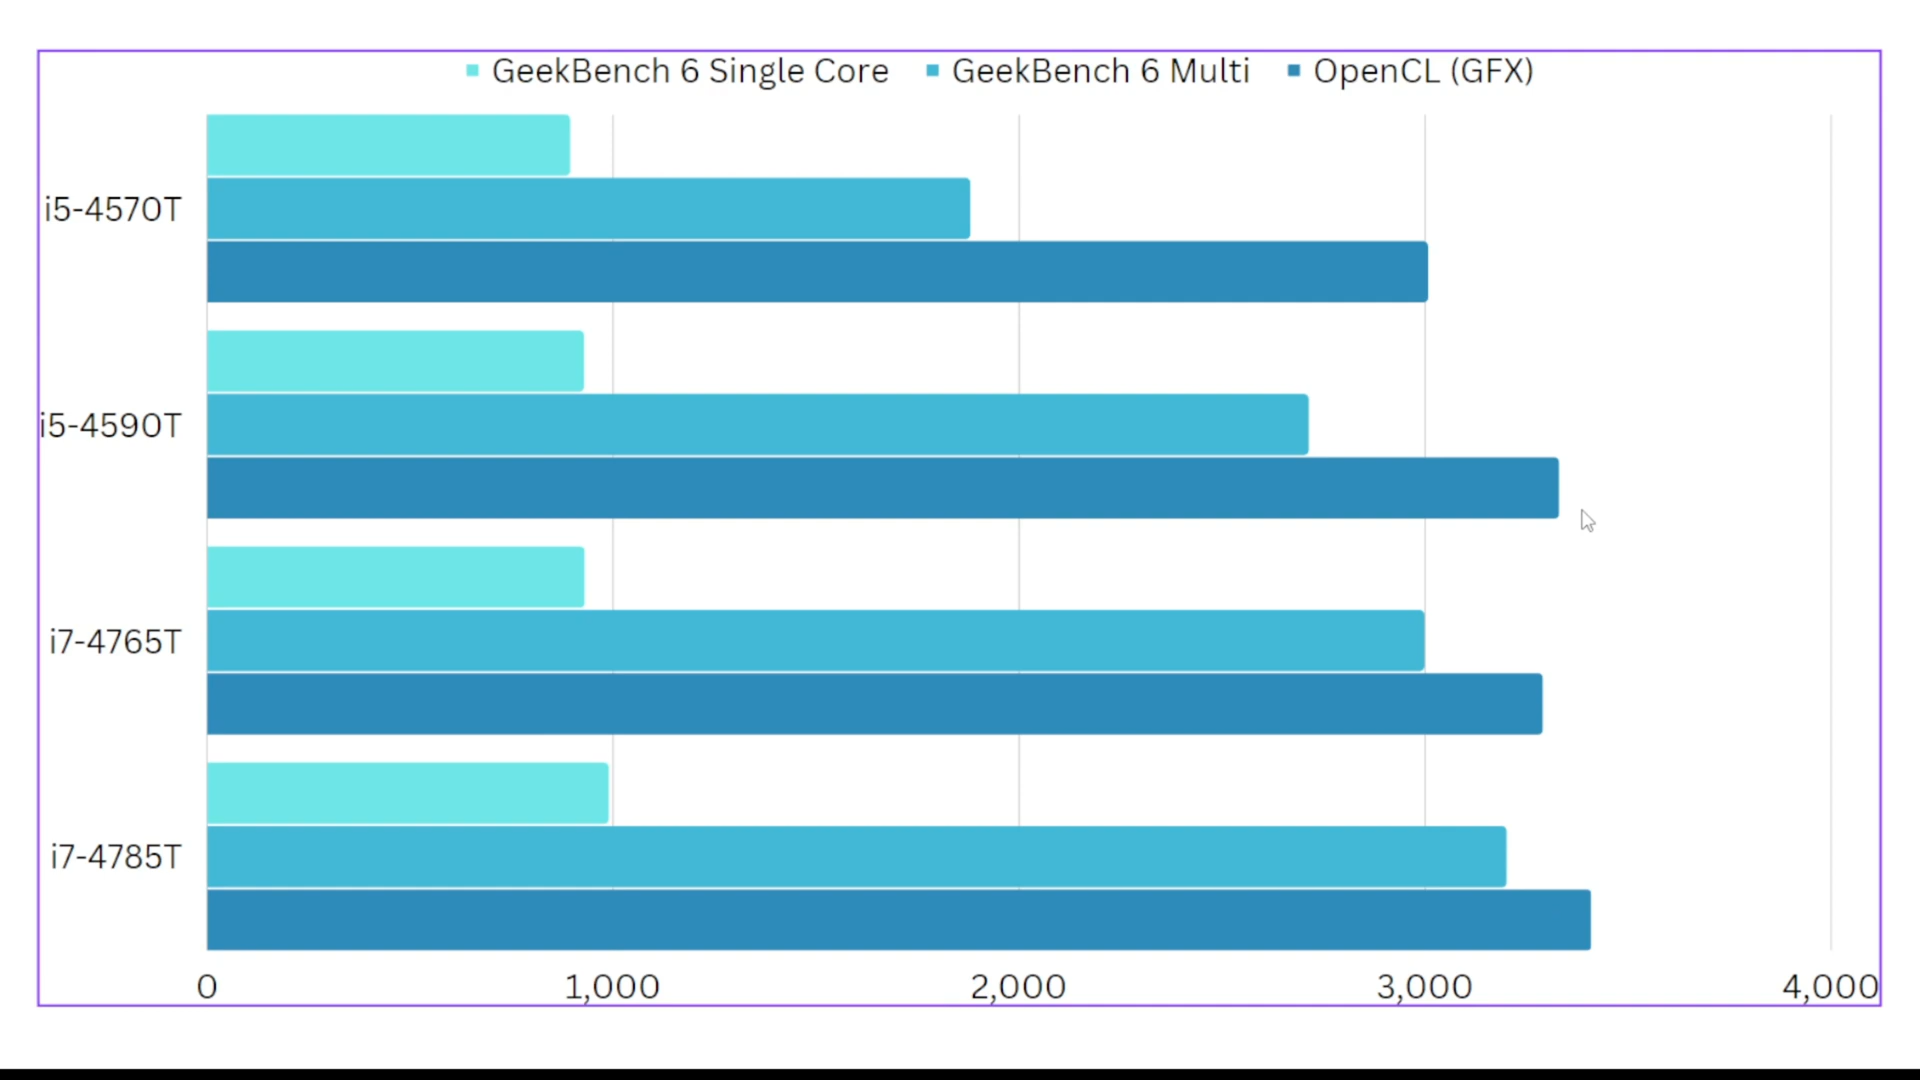 GeekBench 6 Single Core GeekBench 6 Multi OpenCL (GFX)
i5-4570T
i5-4590T
i7-4765T
i7-4785T
0 1,000 2,000 3,000 4,000